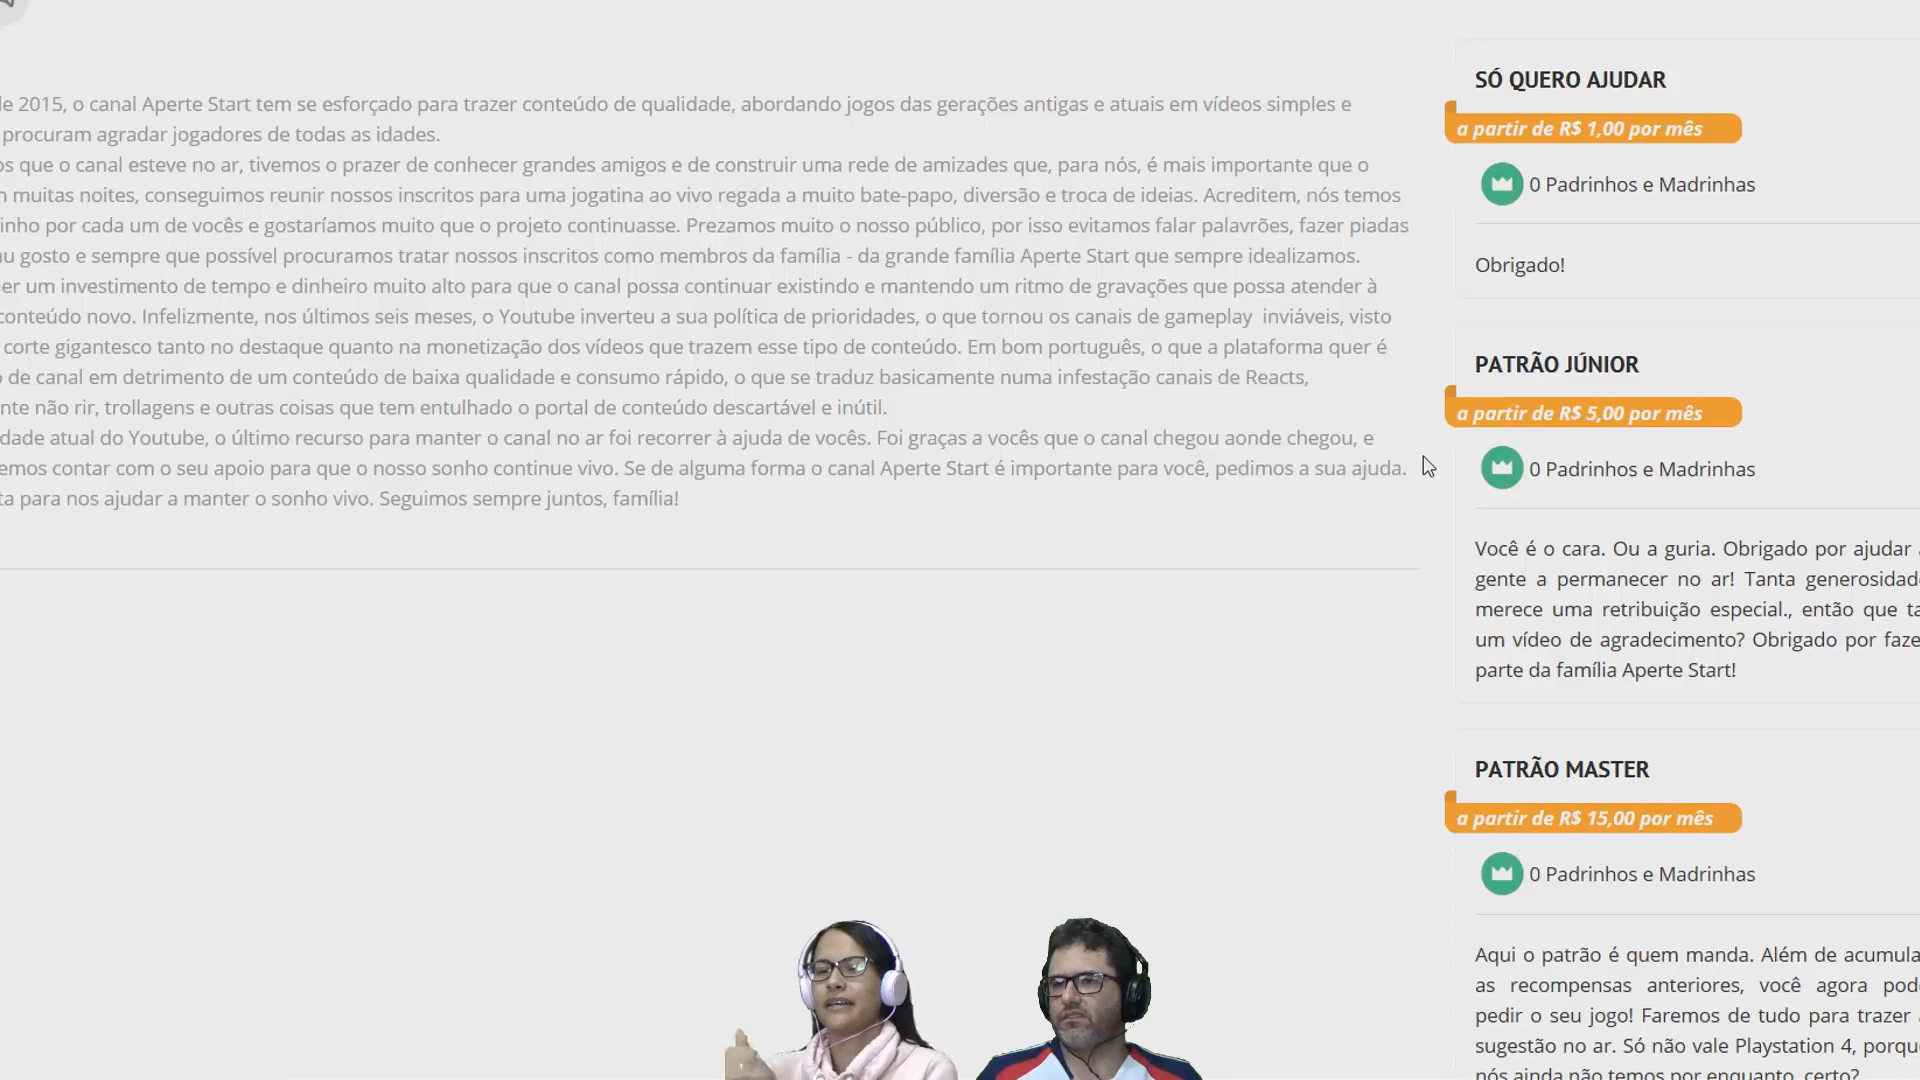 de 2015, o canal Aperte Start tem se esforçado para trazer conteúdo de qualidade, abordando jogos das gerações antigas e atuais em vídeos simples e
procuram agradar jogadores de todas as idades.
que o canal esteve no ar, tivemos o prazer de conhecer grandes amigos e de construir uma rede de amizades que, para nós, é mais importante que o
muitas noites, conseguimos reunir nossos inscritos para uma jogatina ao vivo regada a muito bate-papo, diversão e troca de ideias. Acreditem, nós temos
inho por cada um de vocês e gostaríamos muito que o projeto continuasse. Prezamos muito o nosso público, por isso evitamos falar palavrões, fazer piadas
u gosto e sempre que possível procuramos tratar nossos inscritos como membros da família - da grande família Aperte Start que sempre idealizamos.
er um investimento de tempo e dinheiro muito alto para que o canal possa continuar existindo e mantendo um ritmo de gravações que possa atender à
conteúdo novo. Infelizmente, nos últimos seis meses, o Youtube inverteu a sua política de prioridades, o que tornou os canais de gameplay inviáveis, visto
corte gigantesco tanto no destaque quanto na monetização dos vídeos que trazem esse tipo de conteúdo. Em bom português, o que a plataforma quer é
de canal em detrimento de um conteúdo de baixa qualidade e consumo rápido, o que se traduz basicamente numa infestação canais de Reacts,
nte não rir, trollagens e outras coisas que tem entulhado o portal de conteúdo descartável e inútil.
dade atual do Youtube, o último recurso para manter o canal no ar foi recorrer à ajuda de vocês. Foi graças a vocês que o canal chegou aonde chegou, e
emos contar com o seu apoio para que o nosso sonho continue vivo. Se de alguma forma o canal Aperte Start é importante para você, pedimos a sua ajuda.
ta para nos ajudar a manter o sonho vivo. Seguimos sempre juntos, família!
SÓ QUERO AJUDAR
a partir de R$ 1,00 por mês
0 Padrinhos e Madrinhas
Obrigado!
PATRÃO JÚNIOR
a partir de R$ 5,00 por mês
0 Padrinhos e Madrinhas
Você é o cara. Ou a guria. Obrigado por ajudar
gente a permanecer no ar! Tanta generosidad
merece uma retribuição especial., então que ta
um vídeo de agradecimento? Obrigado por faze
parte da família Aperte Start!
PATRÃO MASTER
a partir de R$ 15,00 por mês
0 Padrinhos e Madrinhas
Aqui o patrão é quem manda. Além de acumula
as recompensas anteriores, você agora pod
pedir o seu jogo! Faremos de tudo para trazer
sugestão no ar. Só não vale Playstation 4, porqu
nós ainda não temos por enquanto, certo?